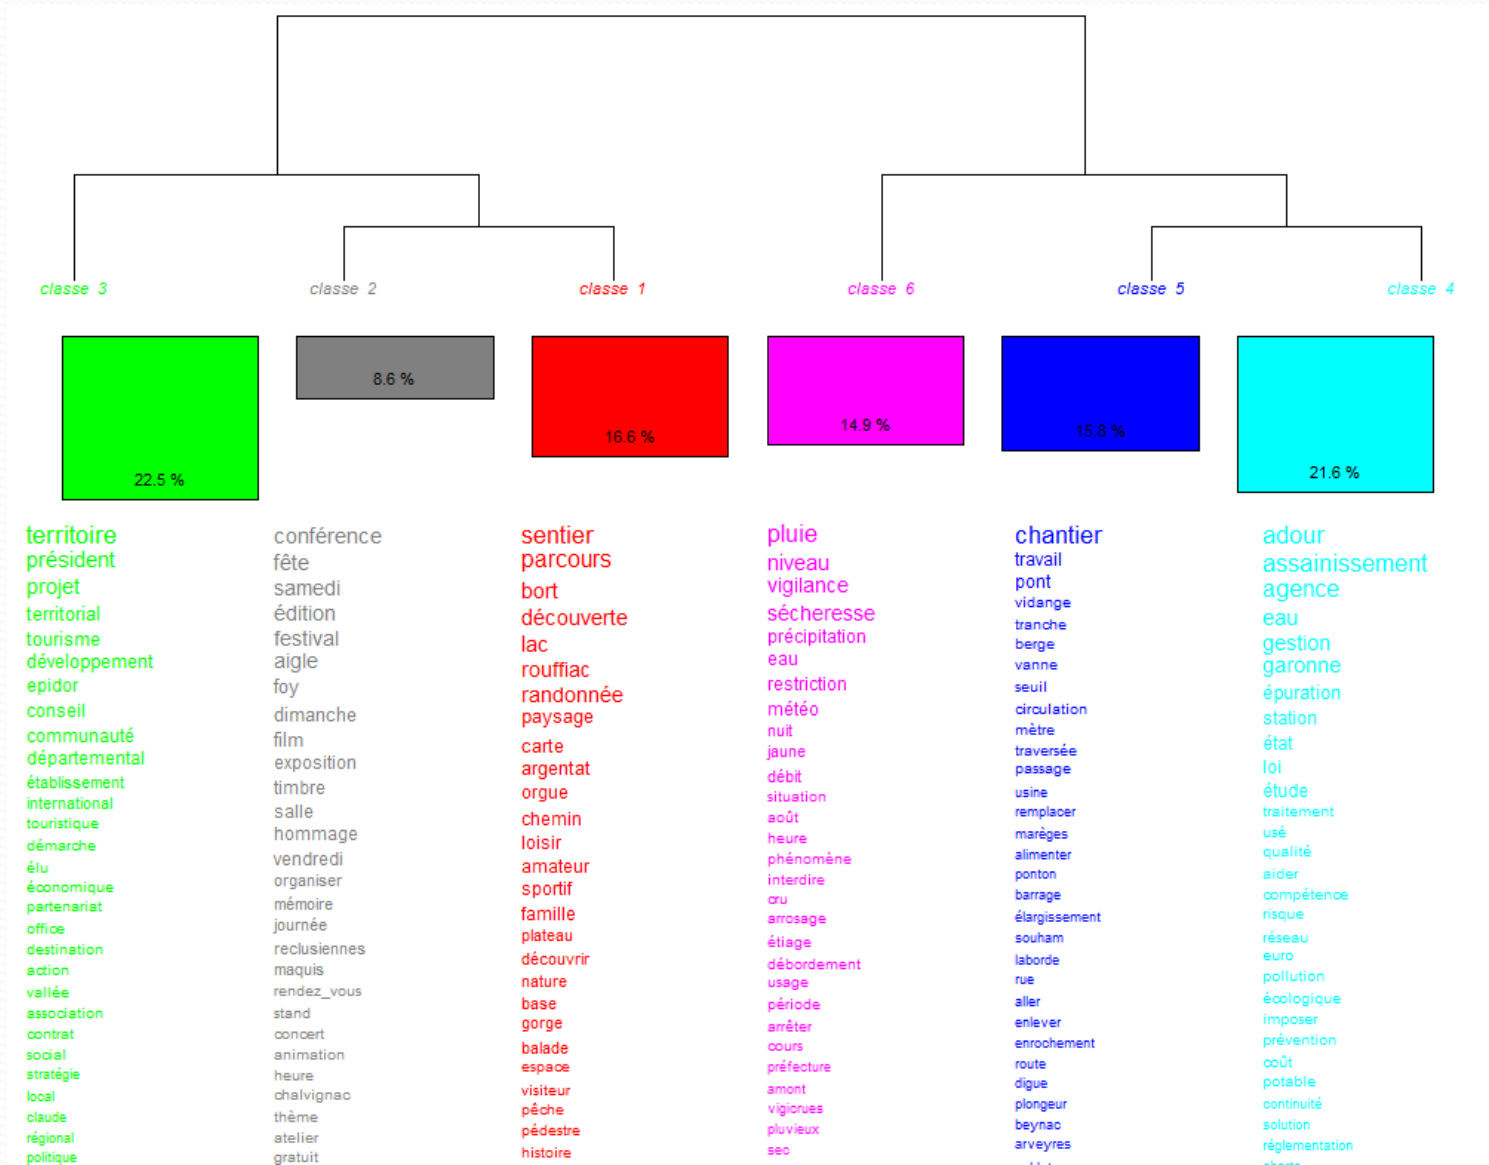 classe 3 classe 2 classe 1 classe 6 classe 5 classe 4
22.5 % 8.6 % 16.6 % 14.9 % 15.8 % 21.6 %
territoire
président
projet
territorial
tourisme
développement
epidor
conseil
communauté
départemental
établissement
international
touristique
démarche
élu
économique
partenariat
office
destination
action
vallée
association
contrat
social
stratégie
local
claude
régional
politique
conférence
fête
samedi
édition
festival
aigle
foy
dimanche
film
exposition
timbre
salle
hommage
vendredi
organiser
mémoire
journée
reclusiennes
maquis
rendez_vous
stand
concert
animation
heure
chalvignac
thème
atelier
gratuit
sentier
parcours
bort
découverte
lac
rouffiac
randonnée
paysage
carte
argentat
orgue
chemin
loisir
amateur
sportif
famille
plateau
découvrir
nature
base
gorge
balade
espace
visiteur
pêche
pédestre
histoire
pluie
niveau
vigilance
sécheresse
précipitation
eau
restriction
météo
nuit
jaune
débit
situation
août
heure
phénomène
interdire
cru
arrosage
étiage
débordement
usage
période
arrêter
cours
préfecture
amont
vigicrues
pluvieux
sec
chantier
travail
pont
vidange
tranche
berge
vanne
seuil
circulation
mètre
traversée
passage
usine
remplacer
marèges
alimenter
ponton
barrage
élargissement
souham
laborde
rue
aller
enlever
enrochement
route
digue
plongeur
beynac
arveyres
adour
assainissement
agence
eau
gestion
garonne
épuration
station
état
loi
étude
traitement
usé
qualité
aider
compétence
risque
réseau
euro
pollution
écologique
imposer
prévention
coût
potable
continuité
solution
réglementation